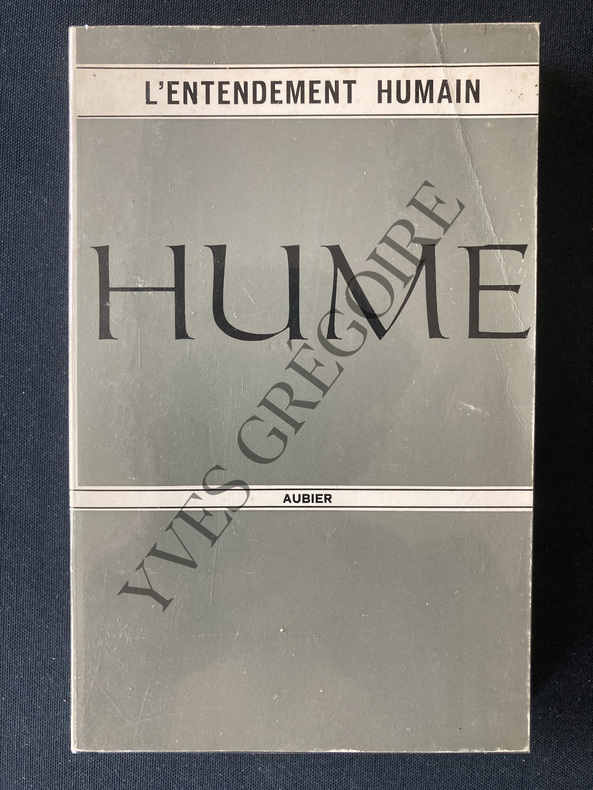 L'ENTENDEMENT HUMAIN
HUME
YVES GRÉGOIRE
AUBIER